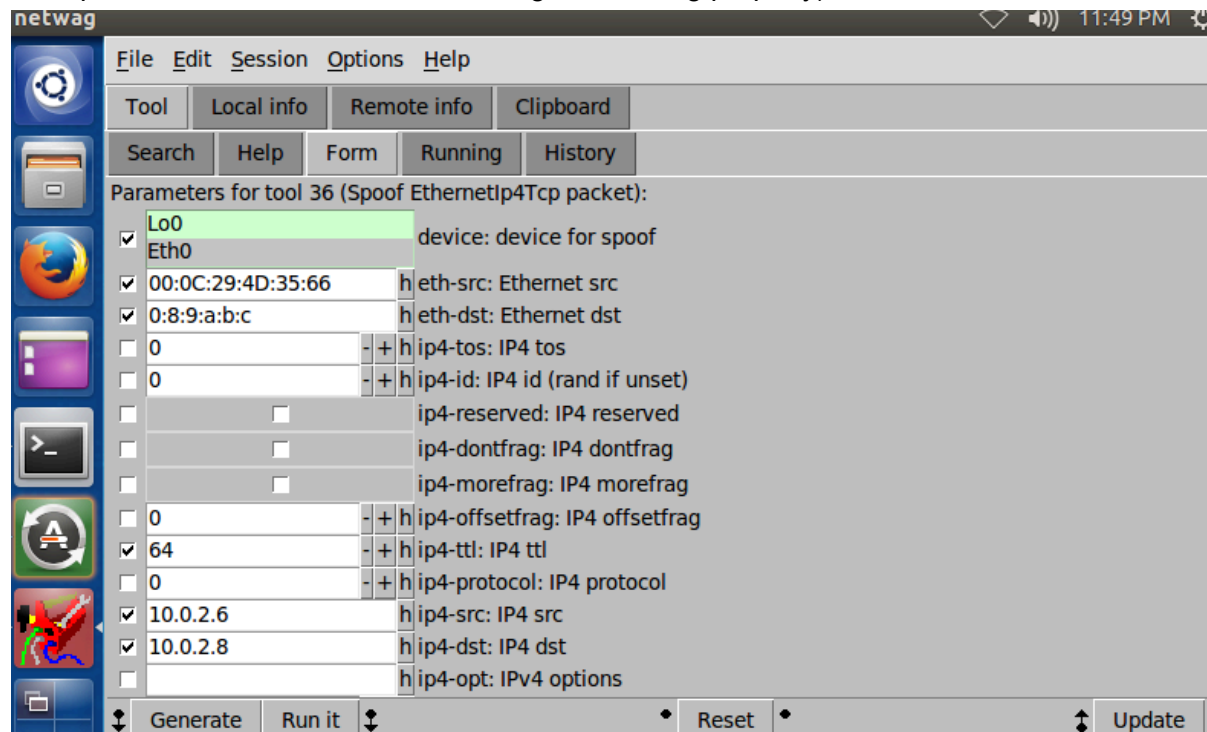 netwag 11:49 PM
File Edit Session Options Help
Tool Local info Remote info Clipboard
Search Help Form Running History
Parameters for tool 36 (Spoof EthernetIp4Tcp packet):
Lo0
Eth0
device: device for spoof
00:0C:29:4D:35:66 h eth-src: Ethernet src
0:8:9:a:b:c h eth-dst: Ethernet dst
0 - + h ip4-tos: IP4 tos
0 - + h ip4-id: IP4 id (rand if unset)
ip4-reserved: IP4 reserved
ip4-dontfrag: IP4 dontfrag
ip4-morefrag: IP4 morefrag
0 - + h ip4-offsetfrag: IP4 offsetfrag
64 - + h ip4-ttl: IP4 ttl
0 - + h ip4-protocol: IP4 protocol
10.0.2.6 h ip4-src: IP4 src
10.0.2.8 h ip4-dst: IP4 dst
h ip4-opt: IPv4 options
Generate Run it Reset Update